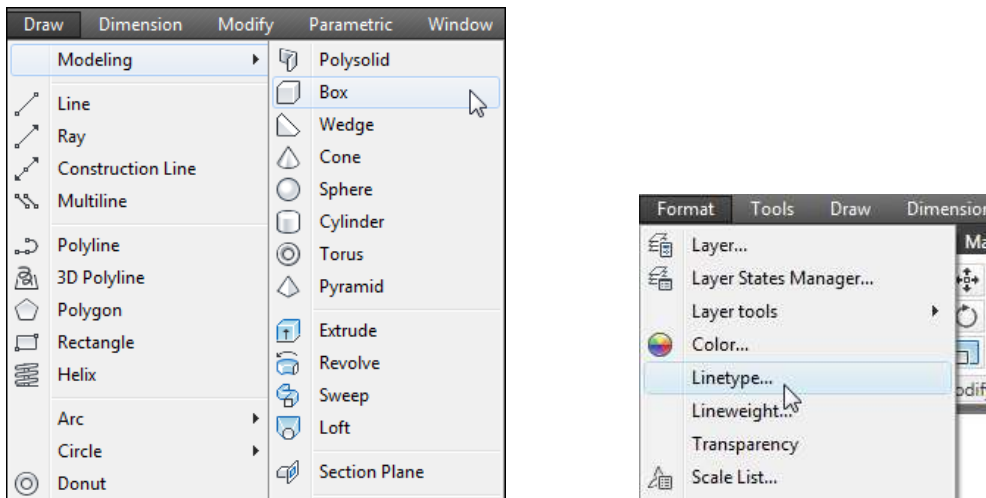 Draw Dimension Modify Parametric Window
Modeling
Line
Ray
Construction Line
Multiline
Polyline
3D Polyline
Polygon
Rectangle
Helix
Arc
Circle
Donut
Polysolid
Box
Wedge
Cone
Sphere
Cylinder
Torus
Pyramid
Extrude
Revolve
Sweep
Loft
Section Plane
Format Tools Draw Dimension
Layer...
Layer States Manager...
Layer tools
Color...
Linetype...
Lineweight...
Transparency
Scale List...